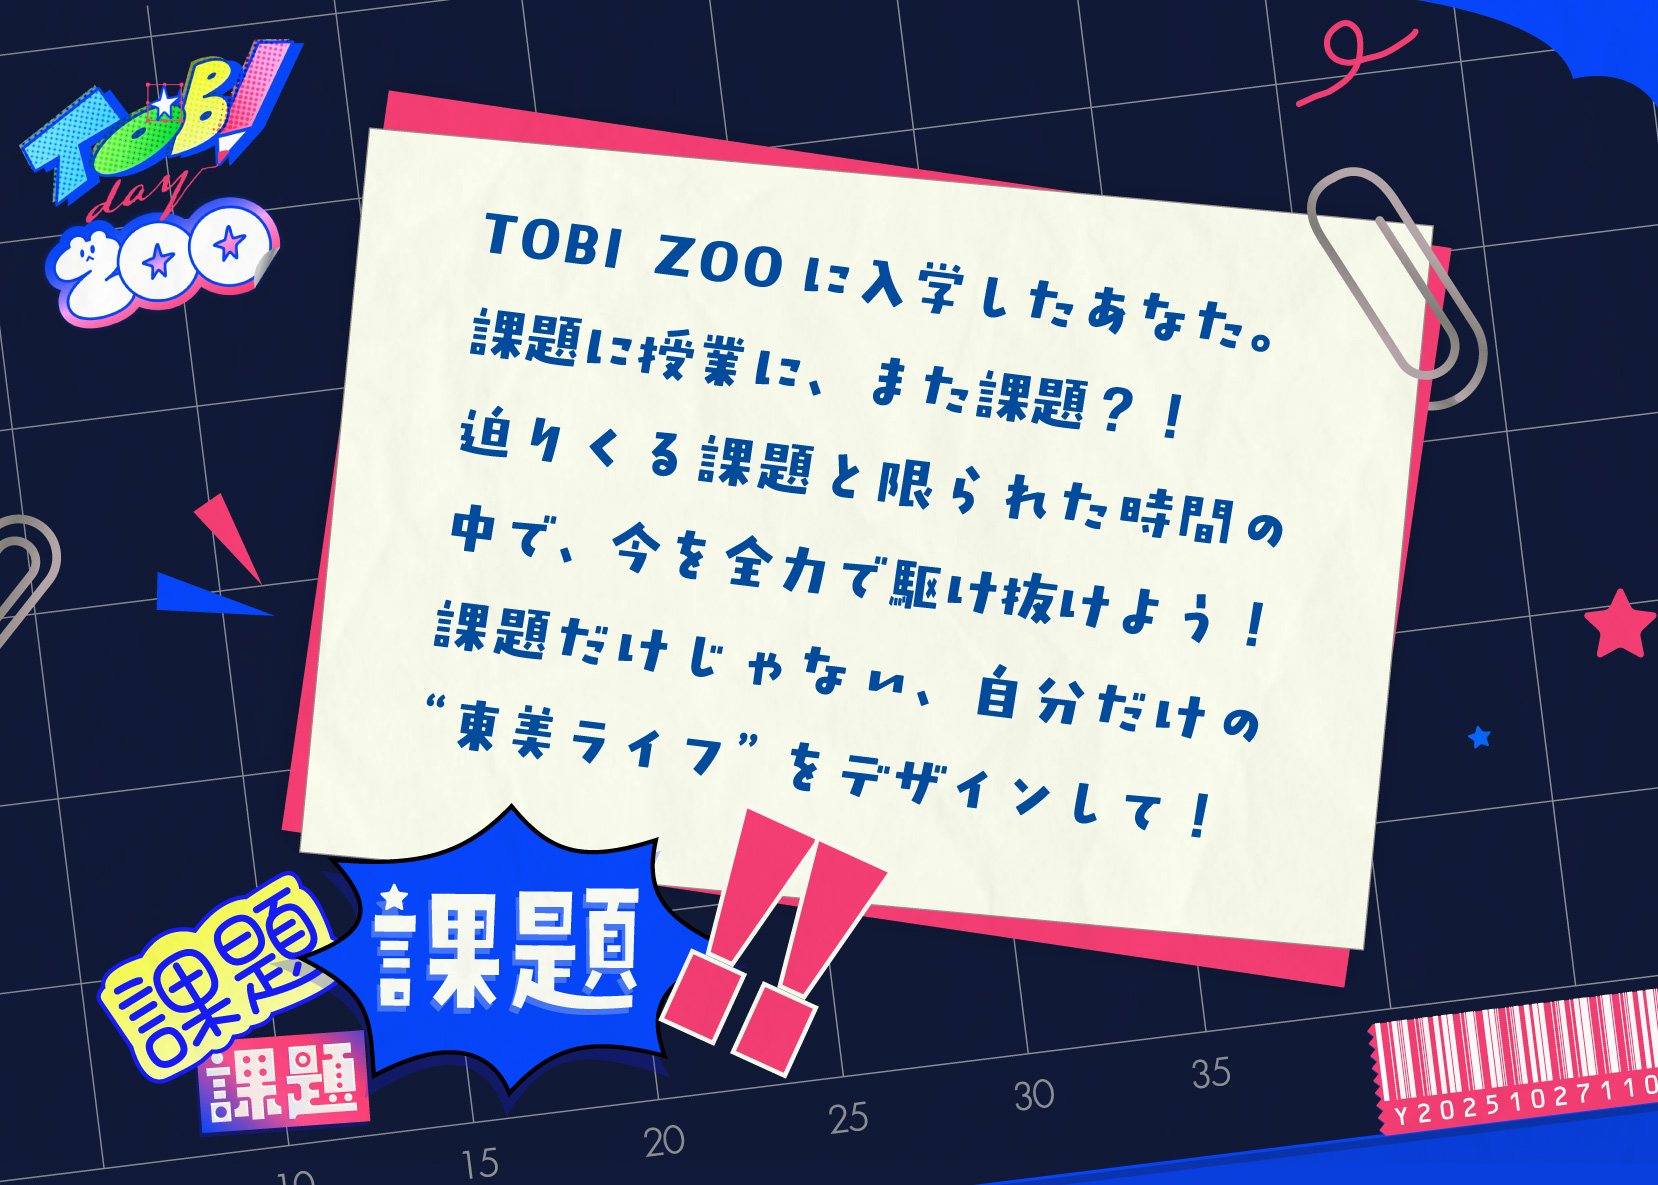 TOBI
day
ZOO
TOBI ZOOに入学したあなた。
課題に授業に、また課題？！
迫りくる課題と限られた時間の
中で、今を全力で駆け抜けよう！
課題だけじゃない、自分だけの
“東美ライフ”をデザインして！
課題
課題!!
課題
10
15
20
25
30
35
Y20251027110